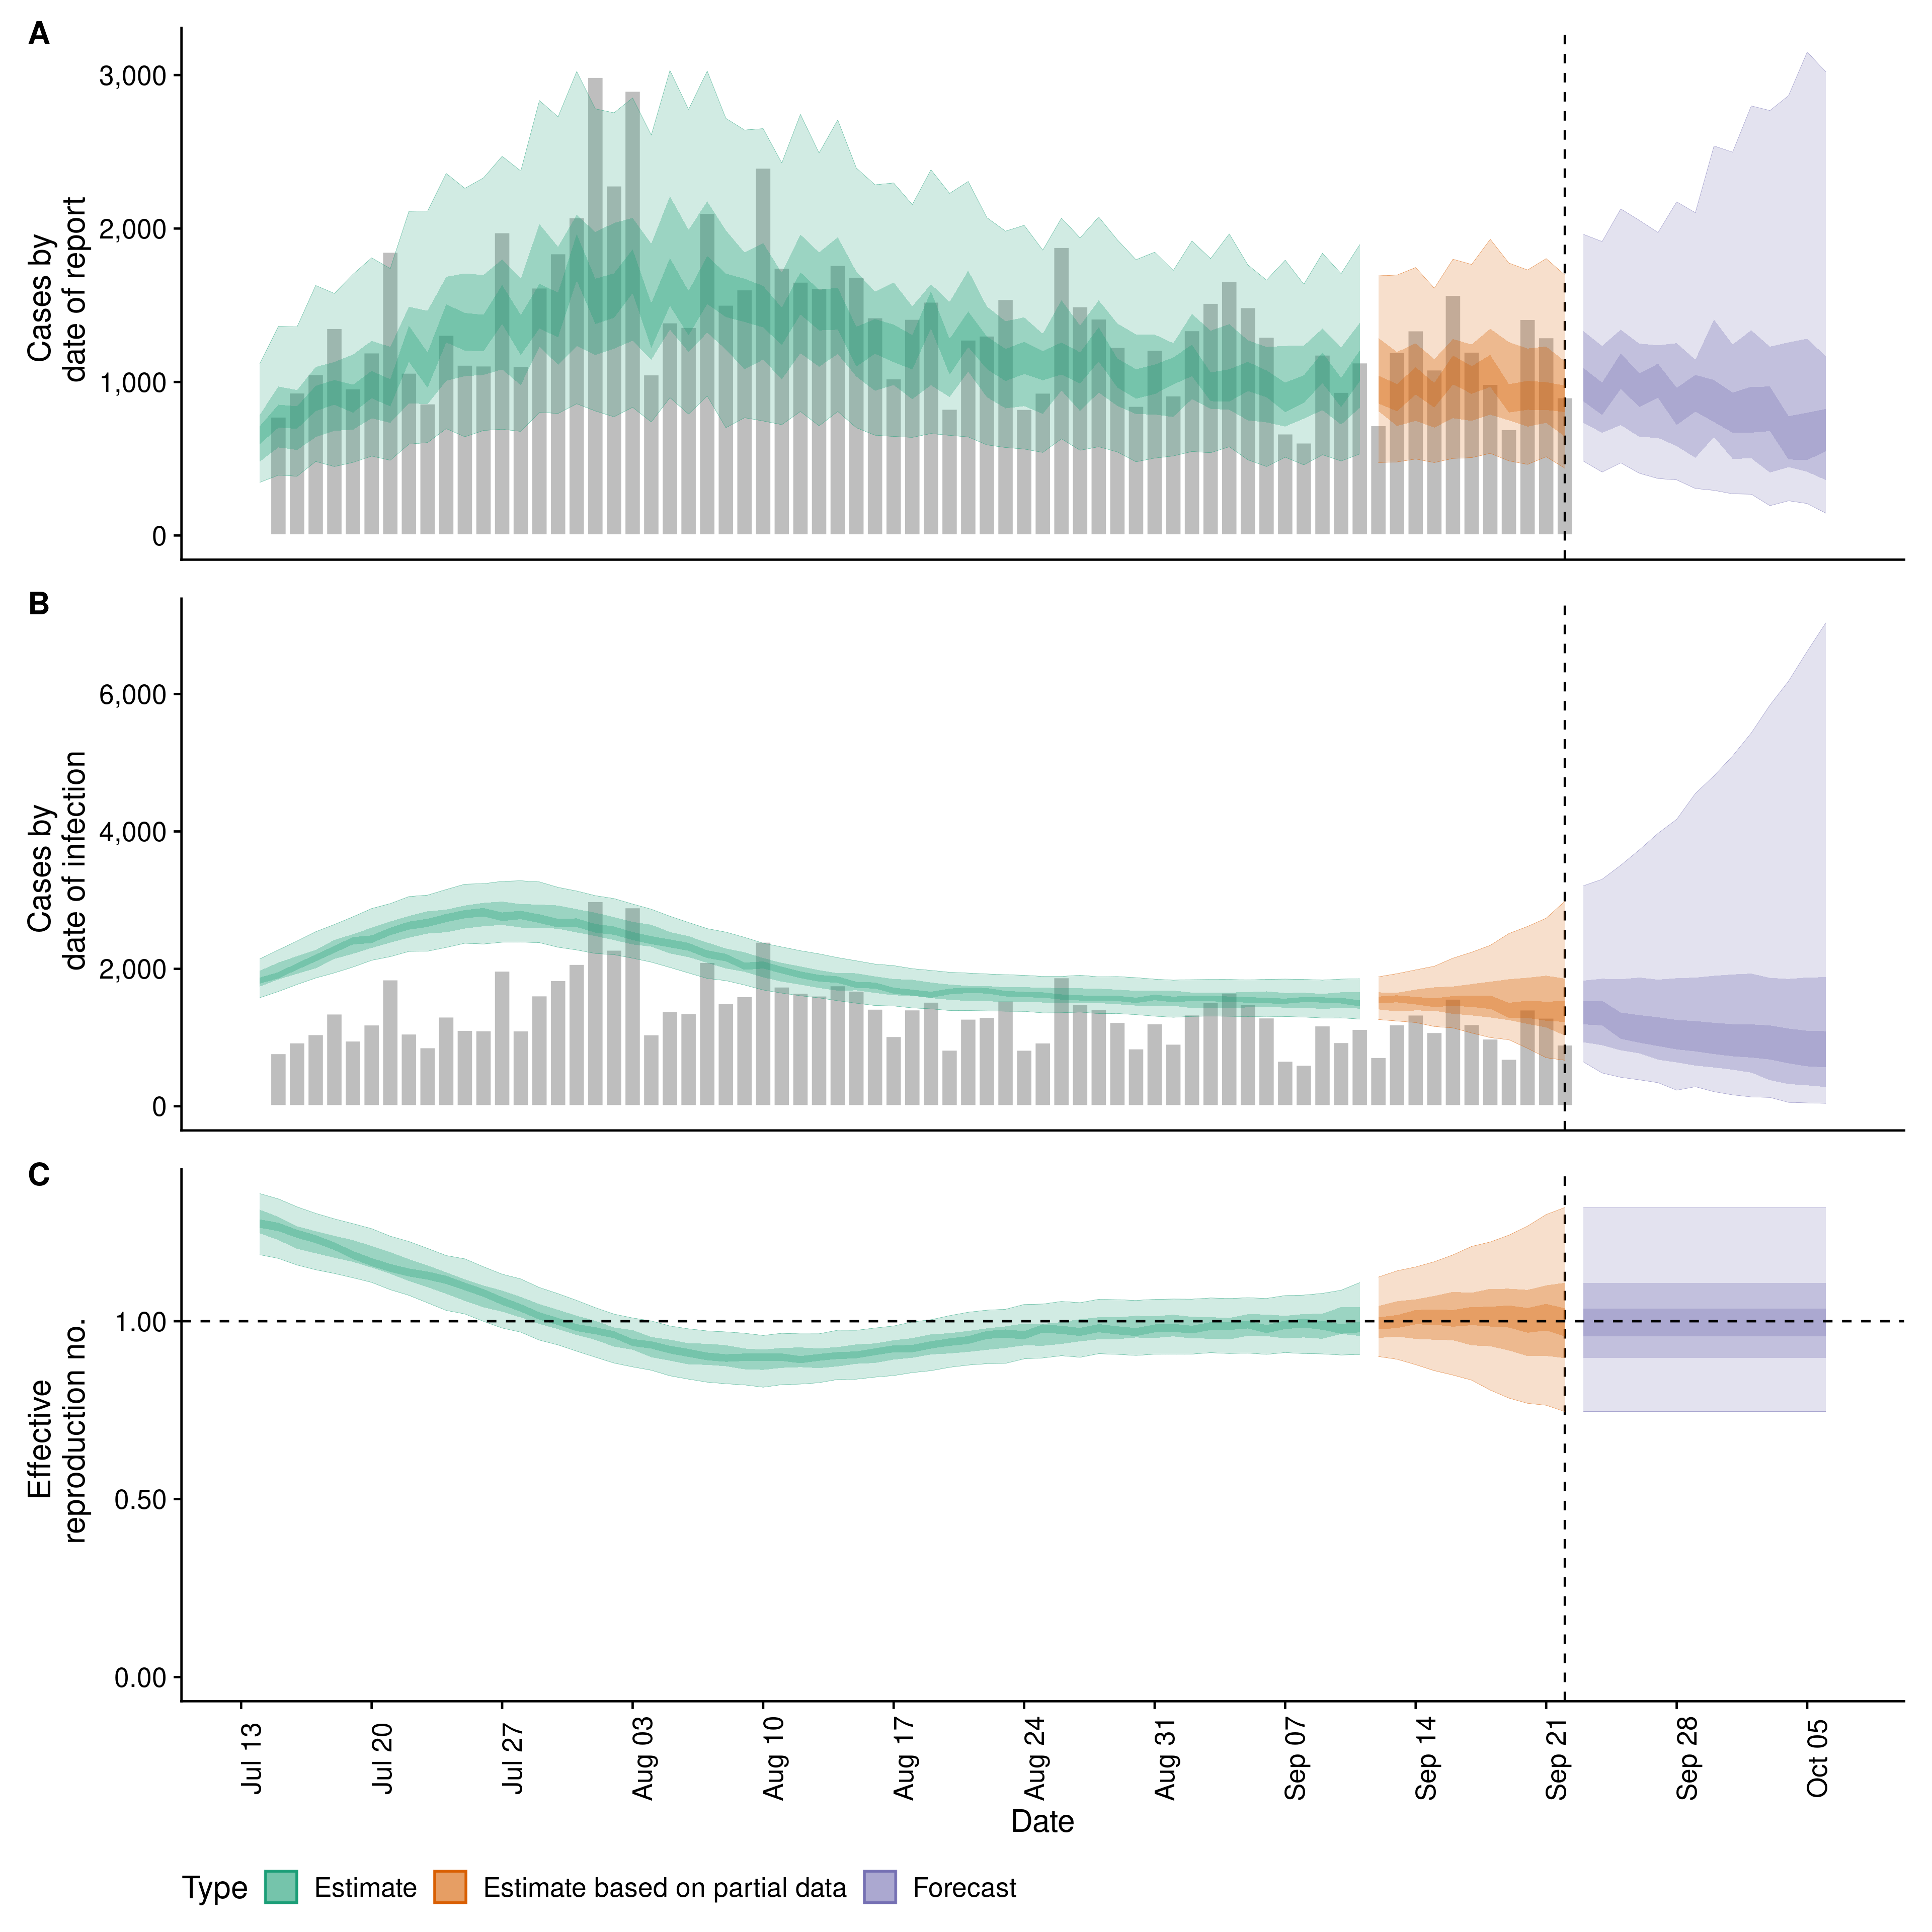 A
Cases by
date of report
3,000
2,000
1,000
0
B
Cases by
date of infection
6,000
4,000
2,000
0
C
Effective
reproduction no.
1.00
0.50
0.00
Jul 13
Jul 20
Jul 27
Aug 03
Aug 10
Aug 17
Aug 24
Aug 31
Sep 07
Sep 14
Sep 21
Sep 28
Oct 05
Date
Type Estimate Estimate based on partial data Forecast